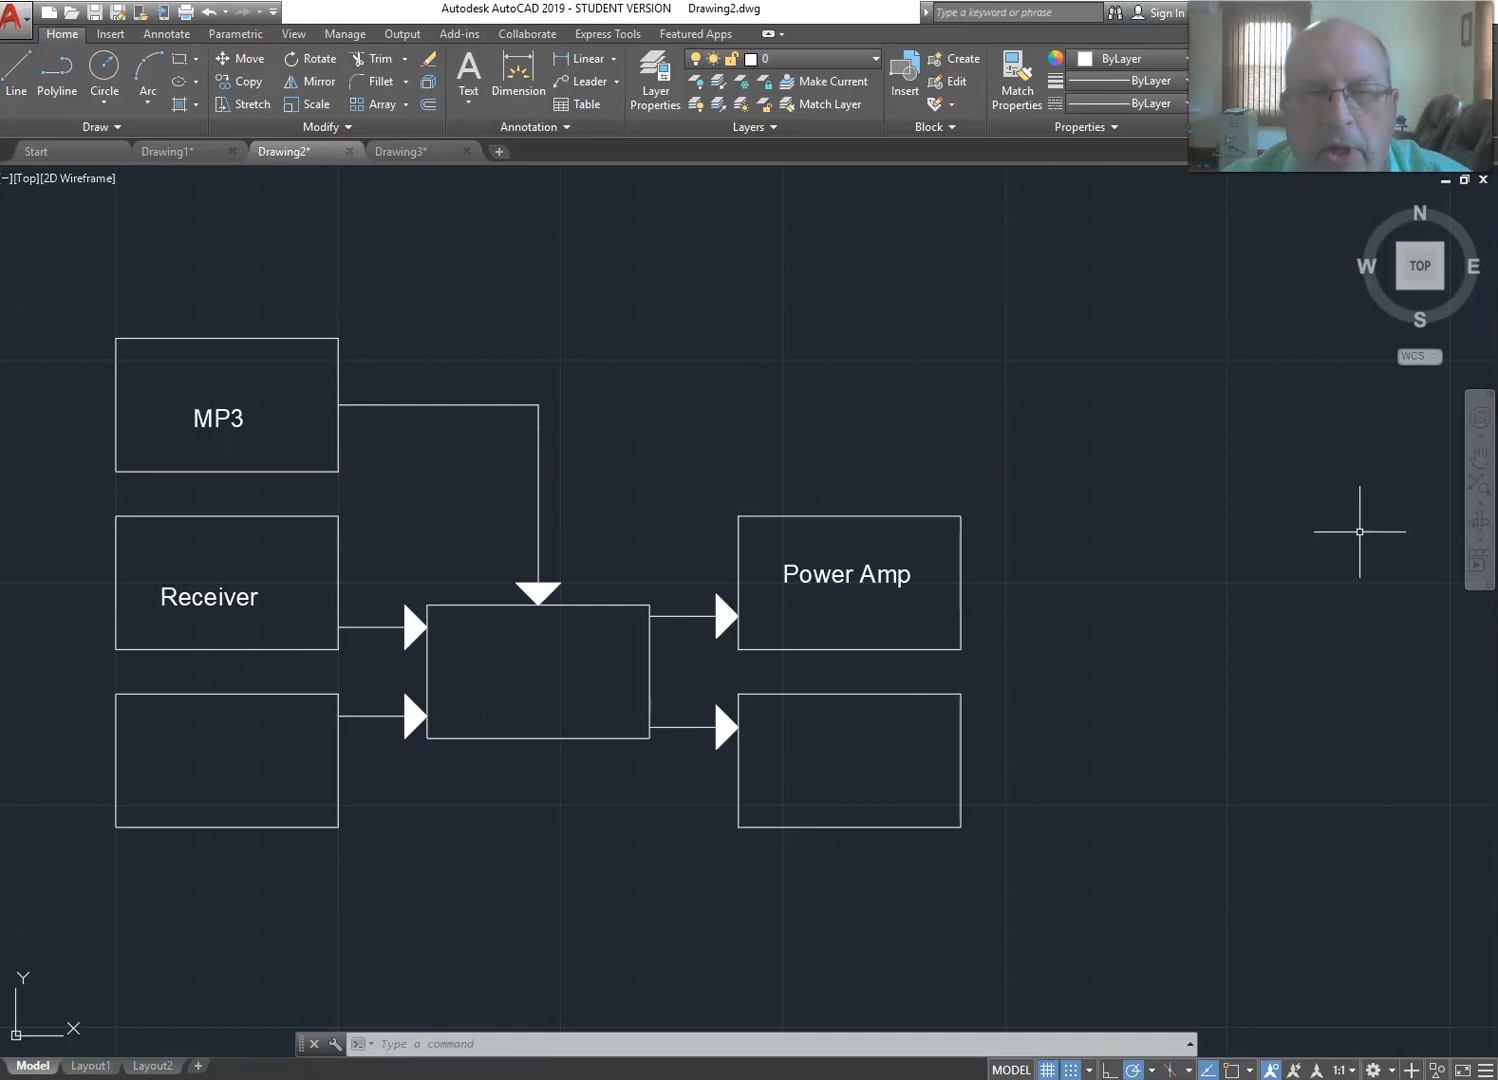 Autodesk AutoCAD 2019 - STUDENT VERSION Drawing2.dwg
Type a keyword or phrase
Sign In
Home Insert Annotate Parametric View Manage Output Add-ins Collaborate Express Tools Featured Apps
Line Polyline Circle Arc
Draw
Move Rotate Trim
Copy Mirror Fillet
Stretch Scale Array
Modify
Text Dimension
Linear
Leader
Table
Annotation
Layer Properties
0
Make Current
Match Layer
Layers
Insert
Create
Edit
Block
Match Properties
ByLayer
ByLayer
ByLayer
Properties
Start Drawing1* Drawing2* Drawing3*
[−][Top][2D Wireframe]
N
W TOP E
S
WCS
MP3
Receiver
Power Amp
Y
X
Type a command
Model Layout1 Layout2 +
MODEL 1:1